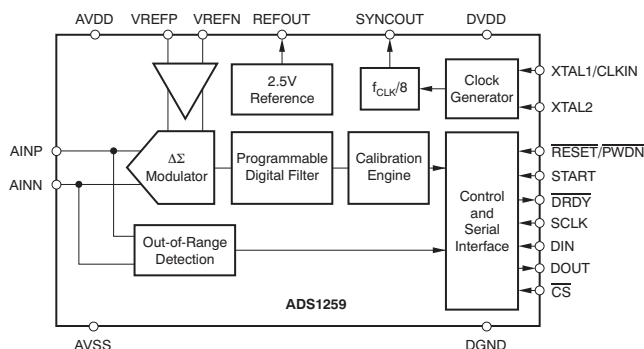 AVDD VREFP VREFN REFOUT SYNCOUT DVDD
2.5V
Reference
fCLK/8
Clock
Generator
XTAL1/CLKIN
XTAL2
AINP
AINN
ΔΣ
Modulator
Programmable
Digital Filter
Calibration
Engine
Out-of-Range
Detection
Control
and
Serial
Interface
RESET/PWDN
START
DRDY
SCLK
DIN
DOUT
CS
ADS1259
AVSS DGND